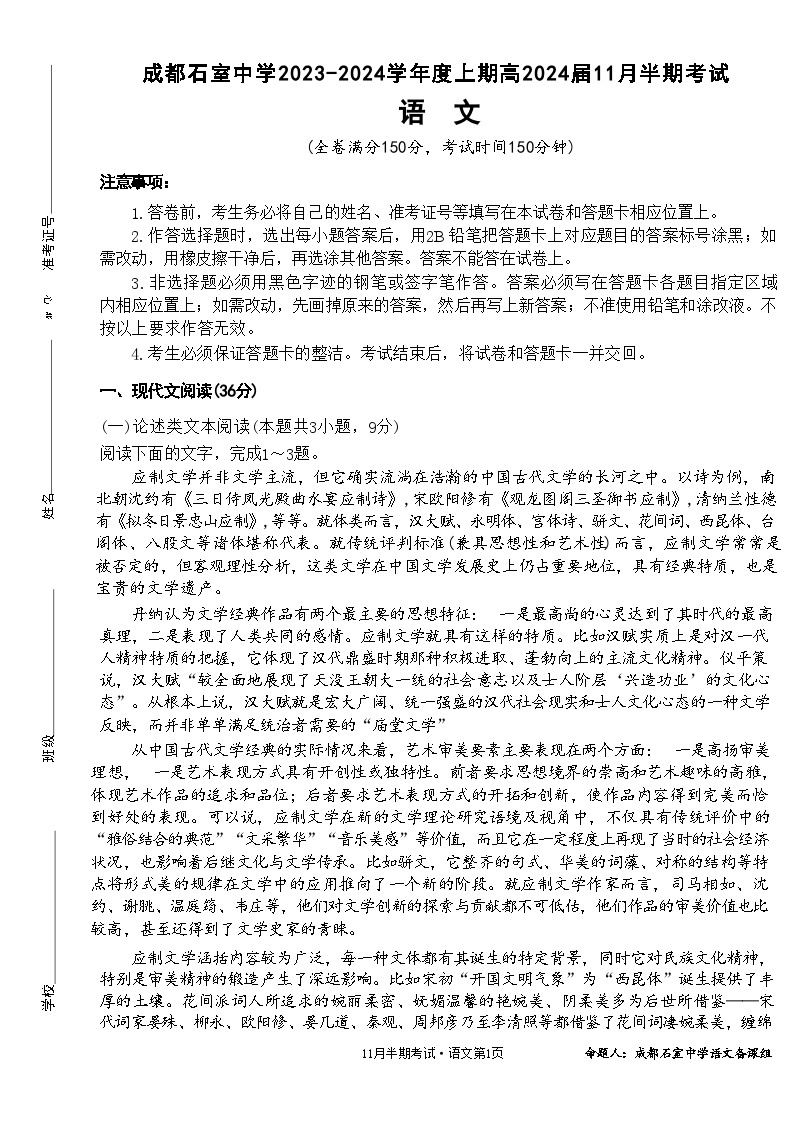 成都石室中学2023-2024学年度上期高2024届11月半期考试
语 文
(全卷满分150分，考试时间150分钟)
注意事项：
1.答卷前，考生务必将自己的姓名、准考证号等填写在本试卷和答题卡相应位置上。
2.作答选择题时，选出每小题答案后，用2B 铅笔把答题卡上对应题目的答案标号涂黑；如
需改动，用橡皮擦干净后，再选涂其他答案。答案不能答在试卷上。
3.非选择题必须用黑色字迹的钢笔或签字笔作答。答案必须写在答题卡各题目指定区域
内相应位置上；如需改动，先画掉原来的答案，然后再写上新答案；不准使用铅笔和涂改液。不
按以上要求作答无效。
4.考生必须保证答题卡的整洁。考试结束后，将试卷和答题卡一并交回。
一、现代文阅读(36分)
(一)论述类文本阅读(本题共3小题，9分)
阅读下面的文字，完成1～3题。
应制文学并非文学主流，但它确实流淌在浩瀚的中国古代文学的长河之中。以诗为例，南
北朝沈约有《三日侍凤光殿曲水宴应制诗》,宋欧阳修有《观龙图阁三圣御书应制》,清纳兰性德
有《拟冬日景忠山应制》,等等。就体类而言，汉大赋、永明体、宫体诗、骈文、花间词、西昆体、台
阁体、八股文等诸体堪称代表。就传统评判标准(兼具思想性和艺术性)而言，应制文学常常是
被否定的，但客观理性分析，这类文学在中国文学发展史上仍占重要地位，具有经典特质，也是
宝贵的文学遗产。
丹纳认为文学经典作品有两个最主要的思想特征： 一是最高尚的心灵达到了其时代的最高
真理，二是表现了人类共同的感情。应制文学就具有这样的特质。比如汉赋实质上是对汉一代
人精神特质的把握，它体现了汉代鼎盛时期那种积极进取、蓬勃向上的主流文化精神。仪平策
说，汉大赋“较全面地展现了天没王朝大一统的社会意志以及士人阶层‘兴造功业’的文化心
态”。从根本上说，汉大赋就是宏大广阔、统一强盛的汉代社会现实和士人文化心态的一种文学
反映，而并非单单满足统治者需要的“庙堂文学”
从中国古代文学经典的实际情况来看，艺术审美要素主要表现在两个方面： 一是高扬审美
理想， 一是艺术表现方式具有开创性或独特性。前者要求思想境界的崇高和艺术趣味的高雅，
体现艺术作品的追求和品位；后者要求艺术表现方式的开拓和创新，使作品内容得到完美而恰
到好处的表现。可以说，应制文学在新的文学理论研究语境及视角中，不仅具有传统评价中的
“雅俗结合的典范”“文采繁华”“音乐美感”等价值，而且它在一定程度上再现了当时的社会经济
状况，也影响着后继文化与文学传承。比如骈文，它整齐的句式、华美的词藻、对称的结构等特
点将形式美的规律在文学中的应用推向了一个新的阶段。就应制文学作家而言，司马相如、沈
约、谢朓、温庭筠、韦庄等，他们对文学创新的探索与贡献都不可低估，他们作品的审美价值也比
较高，甚至还得到了文学史家的青睐。
应制文学涵括内容较为广泛，每一种文体都有其诞生的特定背景，同时它对民族文化精神，
特别是审美精神的锻造产生了深远影响。比如宋初“开国文明气象”为“西昆体”诞生提供了丰
厚的土壤。花间派词人所追求的婉丽柔密、妩媚温馨的艳婉美、阴柔美多为后世所借鉴——宋
代词家晏殊、柳永、欧阳修、晏几道、秦观、周邦彦乃至李清照等都借鉴了花间词凄婉柔美，缠绵
11月半期考试·语文第1页
命题人：成都石室中学语文备课组
准考证号
姓名
班级
学校